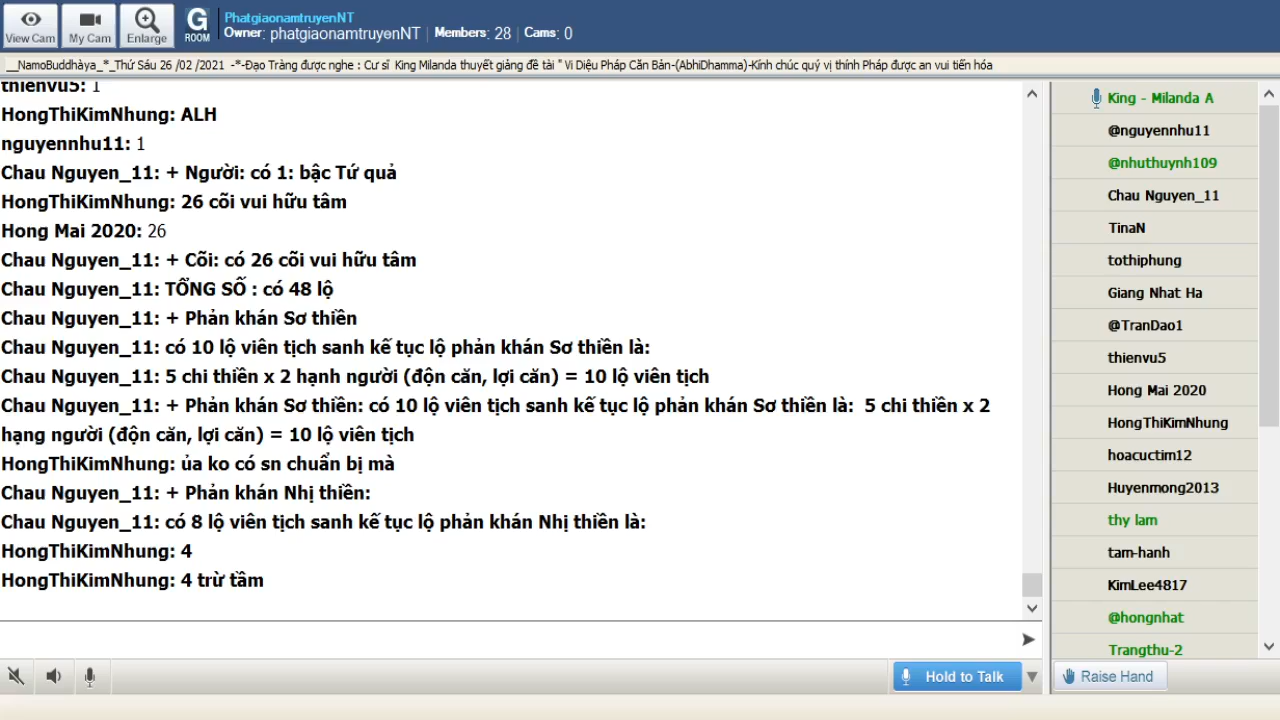 PhatgiaonamtruyenNT
Owner: phatgiaonamtruyenNT | Members: 28 | Cams: 0
View Cam
My Cam
Enlarge
G ROOM
__NamoBuddhàya_*_Thứ Sáu 26 /02 /2021 -*-Đạo Tràng được nghe : Cư sĩ King Milanda thuyết giảng đề tài " Vi Diệu Pháp Căn Bản-(AbhiDhamma)-Kính chúc quý vị thính Pháp được an vui tiến hóa
thienvu5: 1
HongThiKimNhung: ALH
nguyennhu11: 1
Chau Nguyen_11: + Người: có 1: bậc Tứ quả
HongThiKimNhung: 26 cõi vui hữu tâm
Hong Mai 2020: 26
Chau Nguyen_11: + Cõi: có 26 cõi vui hữu tâm
Chau Nguyen_11: TỔNG SỐ : có 48 lộ
Chau Nguyen_11: + Phản khán Sơ thiền
Chau Nguyen_11: có 10 lộ viên tịch sanh kế tục lộ phản khán Sơ thiền là:
Chau Nguyen_11: 5 chi thiền x 2 hạnh người (độn căn, lợi căn) = 10 lộ viên tịch
Chau Nguyen_11: + Phản khán Sơ thiền: có 10 lộ viên tịch sanh kế tục lộ phản khán Sơ thiền là: 5 chi thiền x 2
hạng người (độn căn, lợi căn) = 10 lộ viên tịch
HongThiKimNhung: ủa ko có sn chuẩn bị mà
Chau Nguyen_11: + Phản khán Nhị thiền:
Chau Nguyen_11: có 8 lộ viên tịch sanh kế tục lộ phản khán Nhị thiền là:
HongThiKimNhung: 4
HongThiKimNhung: 4 trừ tầm
King - Milanda A
@nguyennhu11
@nhuthuynh109
Chau Nguyen_11
TinaN
tothiphung
Giang Nhat Ha
@TranDao1
thienvu5
Hong Mai 2020
HongThiKimNhung
hoacuctim12
Huyenmong2013
thy lam
tam-hanh
KimLee4817
@hongnhat
Trangthu-2
Hold to Talk
Raise Hand